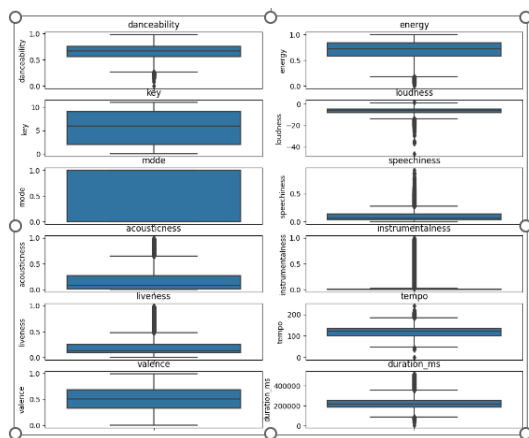 danceability
danceability
1.0
0.5
0.0
energy
energy
1.0
0.5
0.0
key
key
10
5
0
loudness
loudness
0
−20
−40
mode
mode
1.0
0.5
0.0
speechiness
speechiness
0.5
0.0
acousticness
acousticness
1.0
0.5
0.0
instrumentalness
instrumentalness
1.0
0.5
0.0
liveness
liveness
1.0
0.5
0.0
tempo
tempo
200
100
0
valence
valence
1.0
0.5
0.0
duration_ms
duration_ms
400000
200000
0